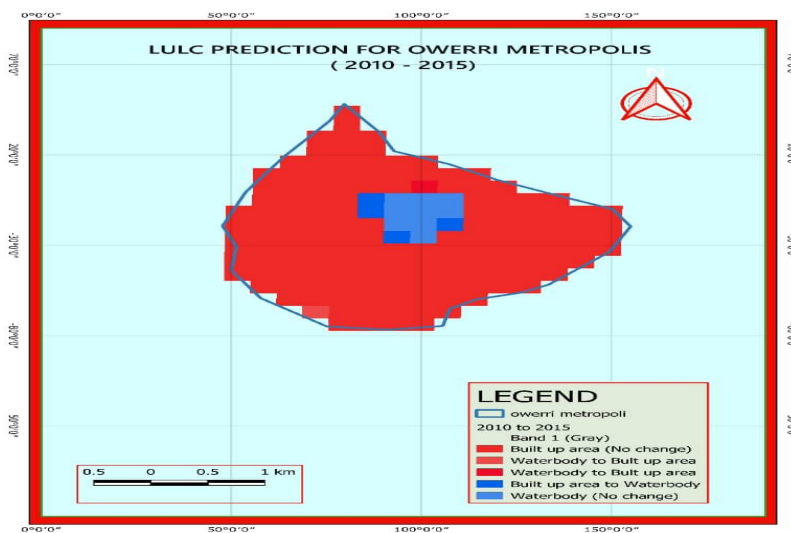 0°0'0" 50°0'0" 100°0'0" 150°0'0"
LULC PREDICTION FOR OWERRI METROPOLIS
( 2010 - 2015)
N
LEGEND
owerri metropoli
2010 to 2015
Band 1 (Gray)
Built up area (No change)
Waterbody to Built up area
Waterbody to Bult up area
Built up area to Waterbody
Waterbody (No change)
0.5 0 0.5 1 km
0°0'0" 50°0'0" 100°0'0" 150°0'0"